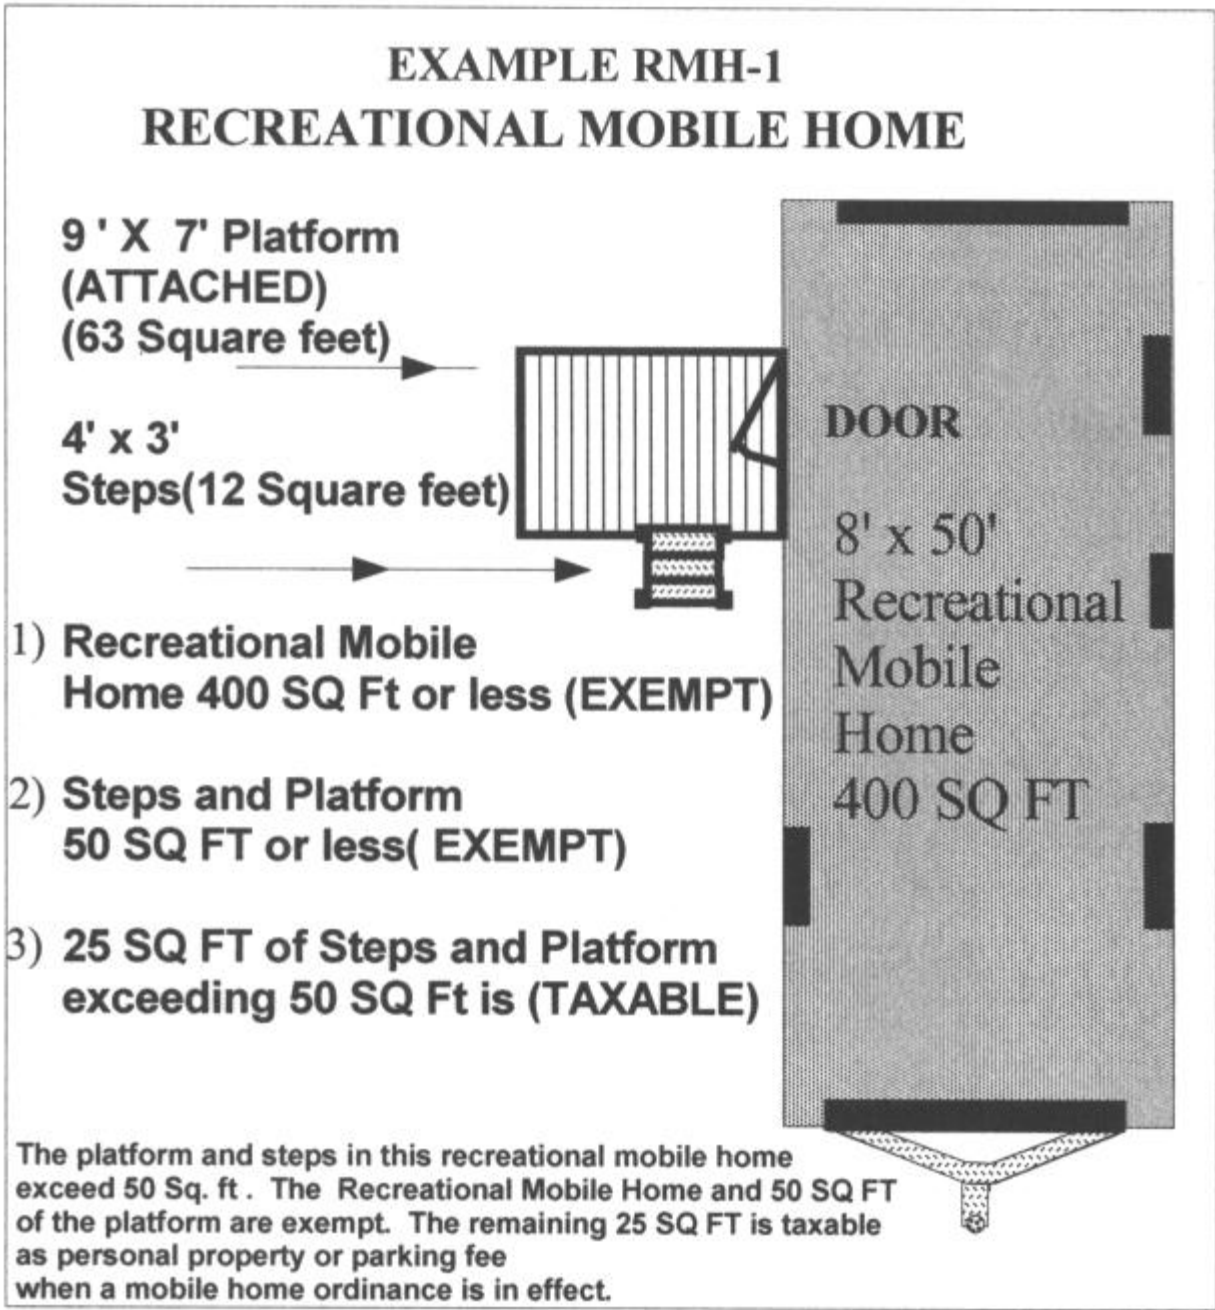 EXAMPLE RMH-1
RECREATIONAL MOBILE HOME
9 ' X 7' Platform
(ATTACHED)
(63 Square feet)
4' x 3'
Steps(12 Square feet)
DOOR
8' x 50'
Recreational
Mobile
Home
400 SQ FT
1) Recreational Mobile
Home 400 SQ Ft or less (EXEMPT)
2) Steps and Platform
50 SQ FT or less( EXEMPT)
3) 25 SQ FT of Steps and Platform
exceeding 50 SQ Ft is (TAXABLE)
The platform and steps in this recreational mobile home
exceed 50 Sq. ft . The Recreational Mobile Home and 50 SQ FT
of the platform are exempt. The remaining 25 SQ FT is taxable
as personal property or parking fee
when a mobile home ordinance is in effect.